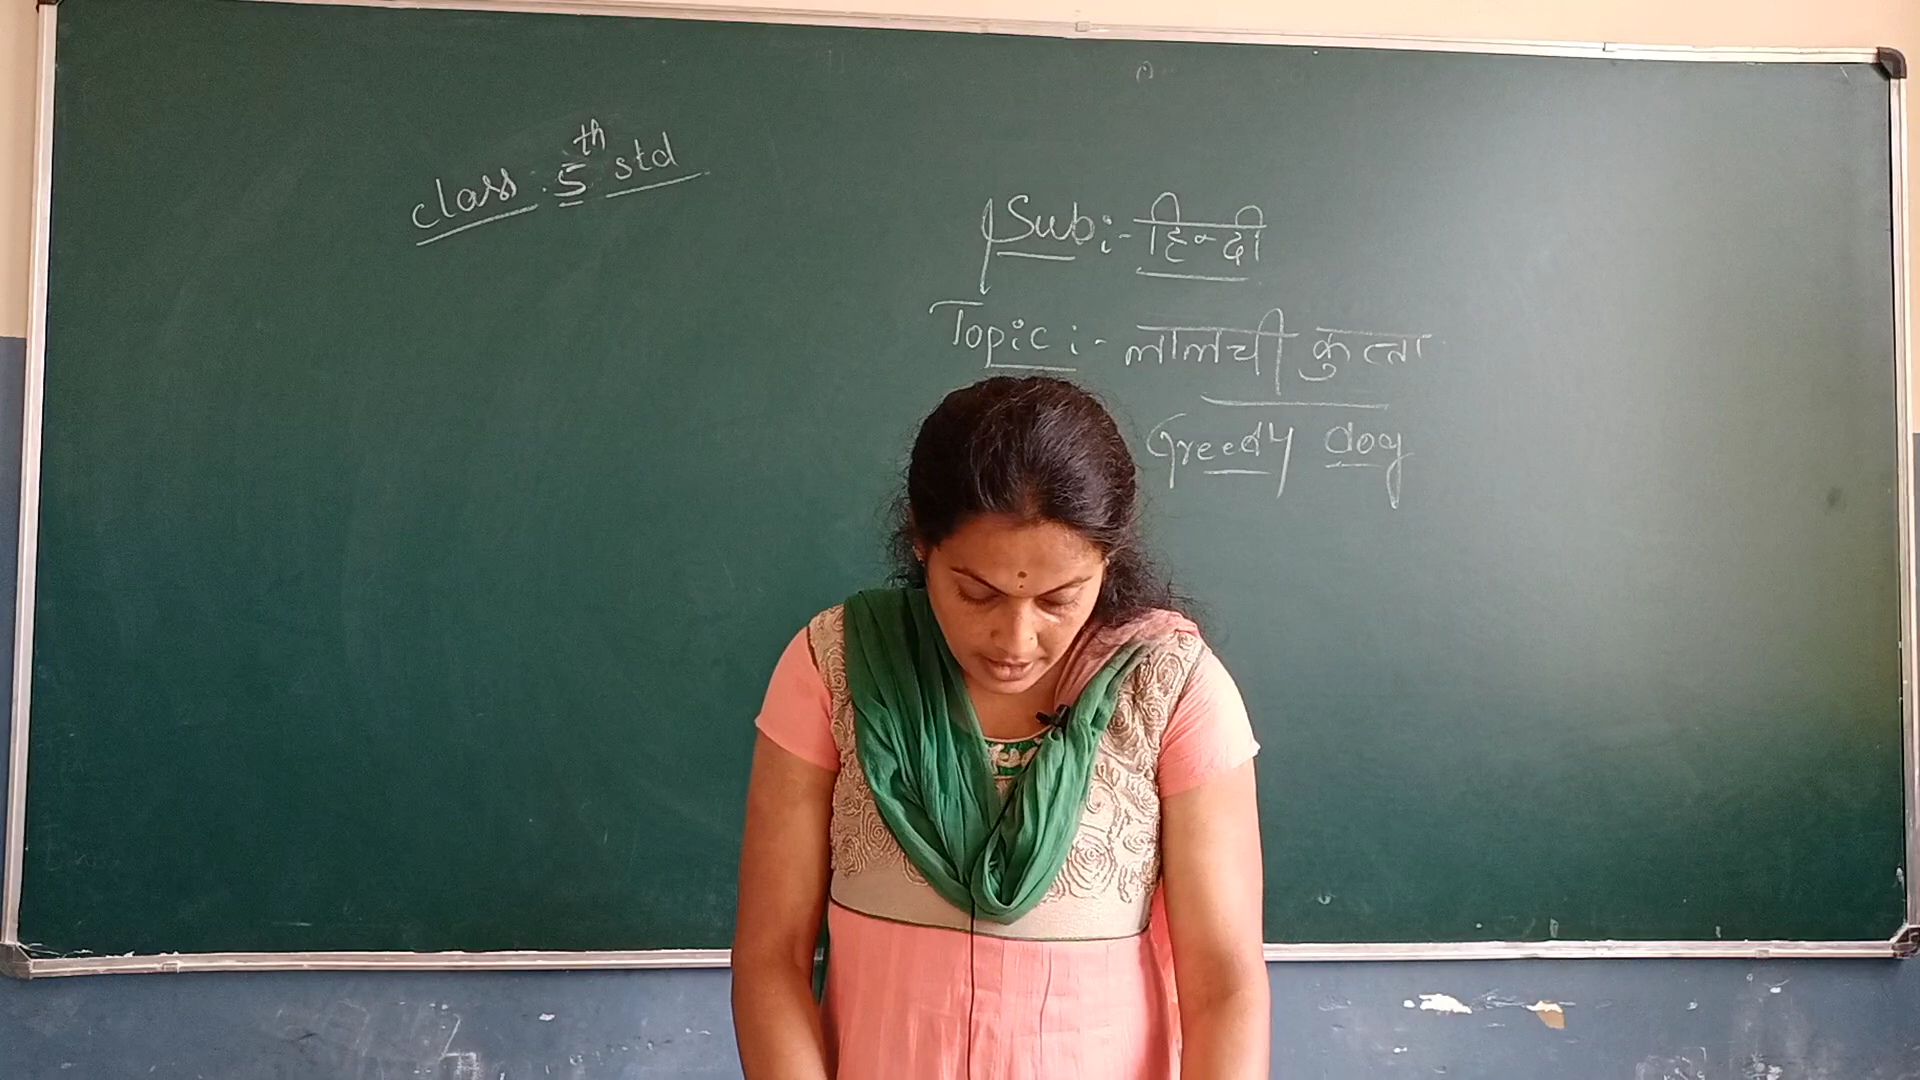 class. 5th std
Sub:- हिन्दी
Topic:- लालची कुत्ता
Greedy dog